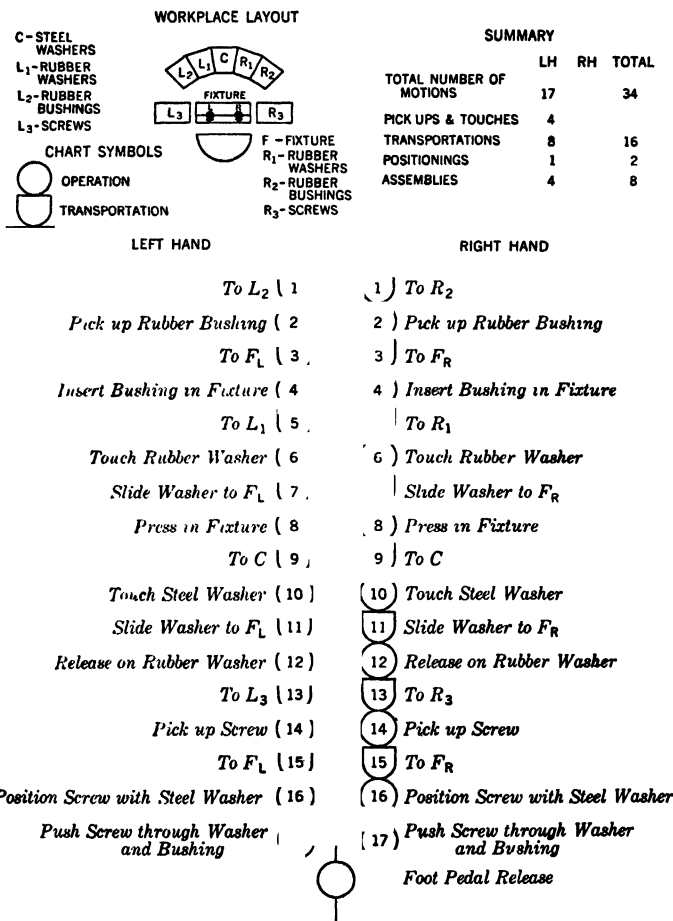 WORKPLACE LAYOUT
C-STEEL WASHERS
L₁-RUBBER WASHERS
L₂-RUBBER BUSHINGS
L₃-SCREWS
L₂ L₁ C R₁ R₂
FIXTURE
L₃ R₃
F-FIXTURE
R₁-RUBBER WASHERS
R₂-RUBBER BUSHINGS
R₃-SCREWS
CHART SYMBOLS
OPERATION
TRANSPORTATION
SUMMARY
LH RH TOTAL
TOTAL NUMBER OF MOTIONS 17 34
PICK UPS & TOUCHES 4
TRANSPORTATIONS 8 16
POSITIONINGS 1 2
ASSEMBLIES 4 8
LEFT HAND RIGHT HAND
To L₂ 1 1 To R₂
Pick up Rubber Bushing 2 2 Pick up Rubber Bushing
To F_L 3 3 To F_R
Insert Bushing in Fixture 4 4 Insert Bushing in Fixture
To L₁ 5 To R₁
Touch Rubber Washer 6 6 Touch Rubber Washer
Slide Washer to F_L 7 Slide Washer to F_R
Press in Fixture 8 8 Press in Fixture
To C 9 9 To C
Touch Steel Washer 10 10 Touch Steel Washer
Slide Washer to F_L 11 11 Slide Washer to F_R
Release on Rubber Washer 12 12 Release on Rubber Washer
To L₃ 13 13 To R₃
Pick up Screw 14 14 Pick up Screw
To F_L 15 15 To F_R
Position Screw with Steel Washer 16 16 Position Screw with Steel Washer
Push Screw through Washer and Bushing 17 Push Screw through Washer and Bushing
Foot Pedal Release